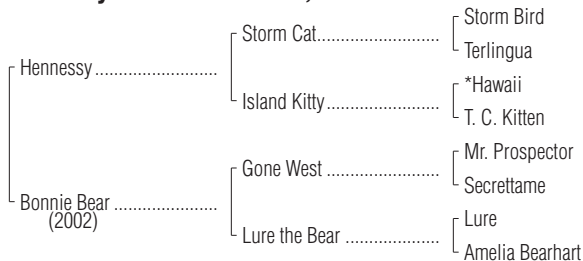 Storm Bird
Storm Cat..............................
Terlingua
Hennessy ..............................
*Hawaii
Island Kitty............................
T. C. Kitten
Mr. Prospector
Gone West ............................
Secrettame
Bonnie Bear .........................
(2002)
Lure
Lure the Bear .......................
Amelia Bearhart